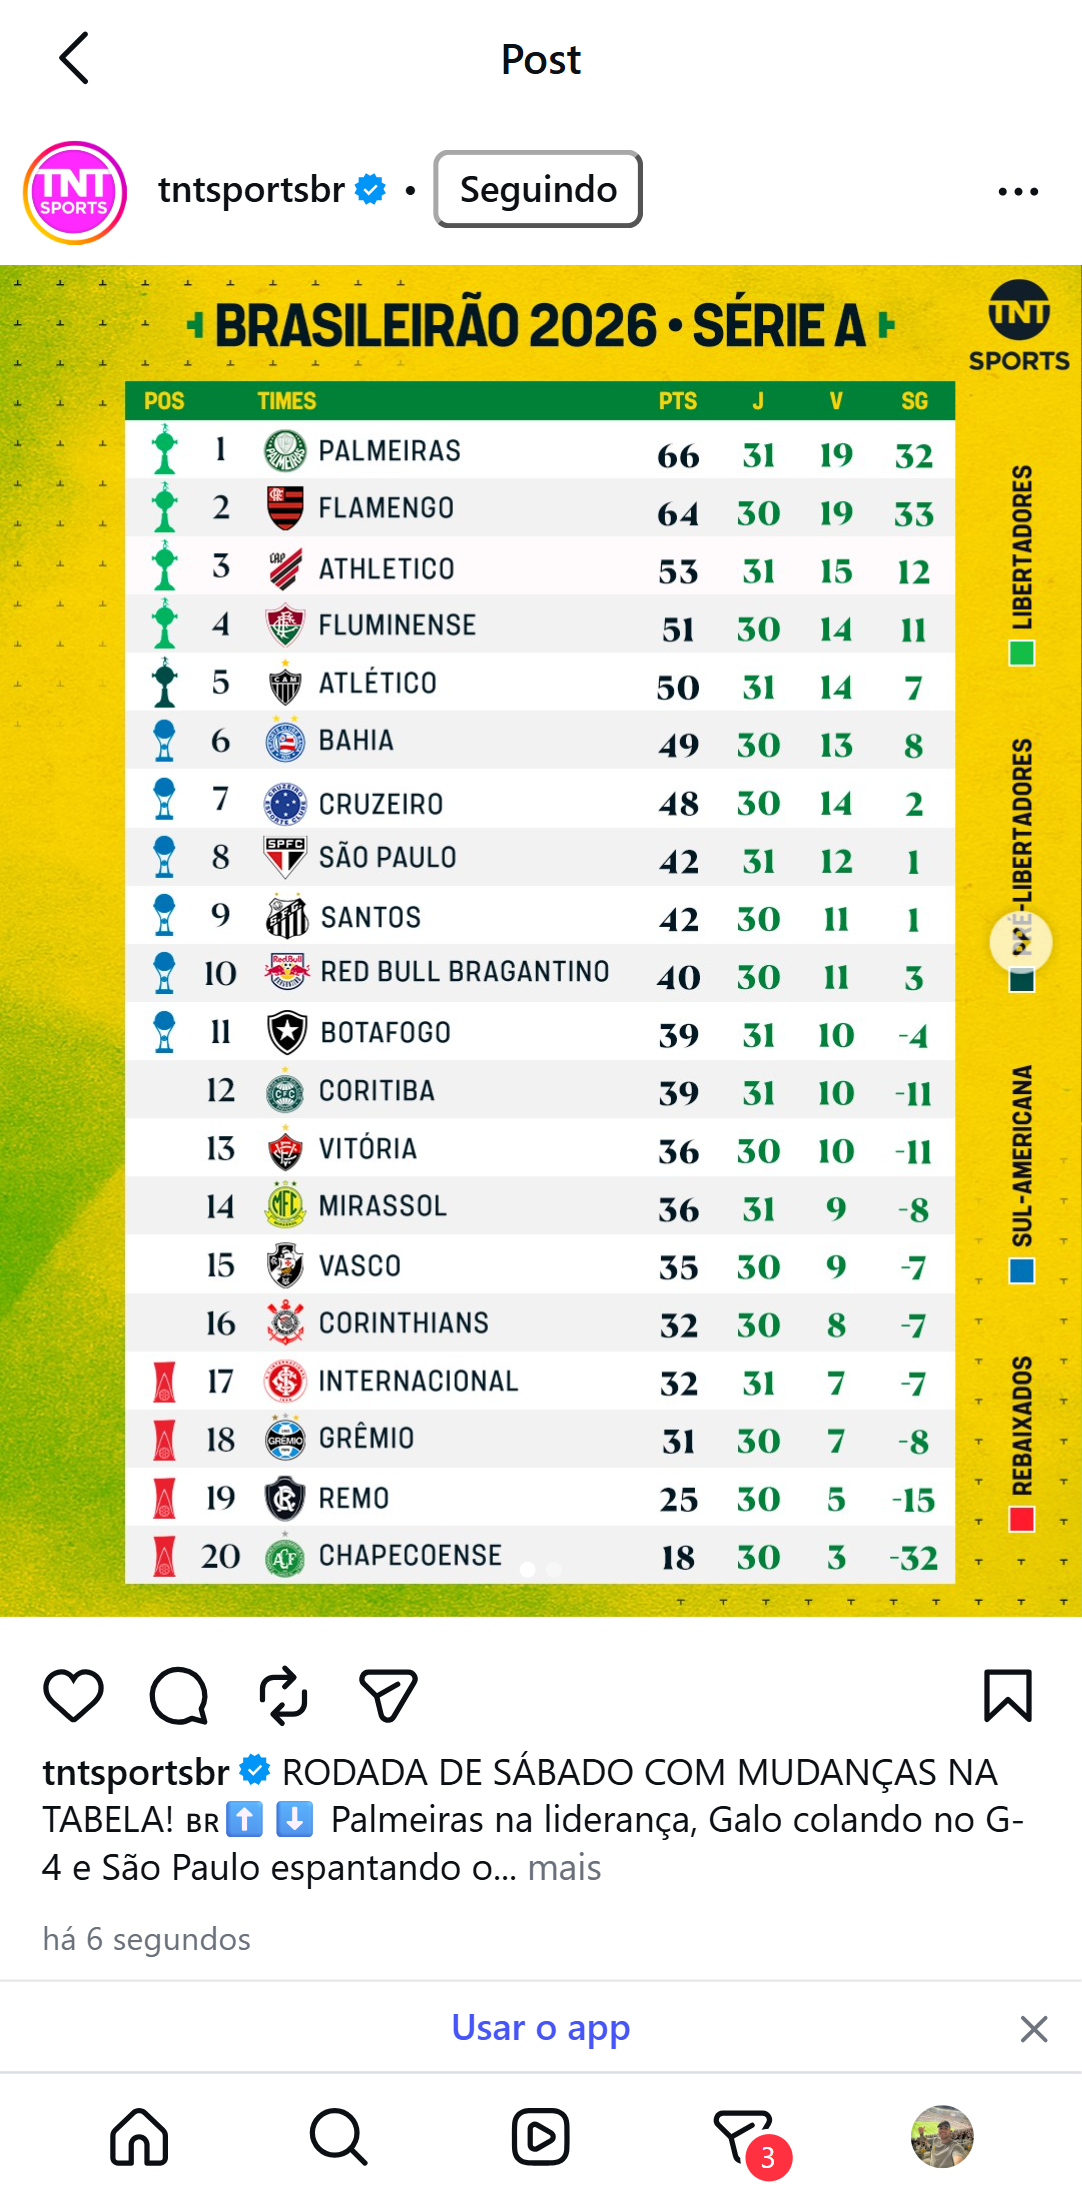 Post
TNT SPORTS
tntsportsbr • Seguindo
BRASILEIRÃO 2026 • SÉRIE A
TNT
SPORTS
POS TIMES PTS J V SG
1 PALMEIRAS 66 31 19 32
2 FLAMENGO 64 30 19 33
3 ATHLETICO 53 31 15 12
4 FLUMINENSE 51 30 14 11
5 ATLÉTICO 50 31 14 7
6 BAHIA 49 30 13 8
7 CRUZEIRO 48 30 14 2
8 SÃO PAULO 42 31 12 1
9 SANTOS 42 30 11 1
10 RED BULL BRAGANTINO 40 30 11 3
11 BOTAFOGO 39 31 10 -4
12 CORITIBA 39 31 10 -11
13 VITÓRIA 36 30 10 -11
14 MIRASSOL 36 31 9 -8
15 VASCO 35 30 9 -7
16 CORINTHIANS 32 30 8 -7
17 INTERNACIONAL 32 31 7 -7
18 GRÊMIO 31 30 7 -8
19 REMO 25 30 5 -15
20 CHAPECOENSE 18 30 3 -32
LIBERTADORES
PRÉ-LIBERTADORES
SUL-AMERICANA
REBAIXADOS
tntsportsbr RODADA DE SÁBADO COM MUDANÇAS NA
TABELA! BR⬆️⬇️ Palmeiras na liderança, Galo colando no G-
4 e São Paulo espantando o... mais
há 6 segundos
Usar o app
3